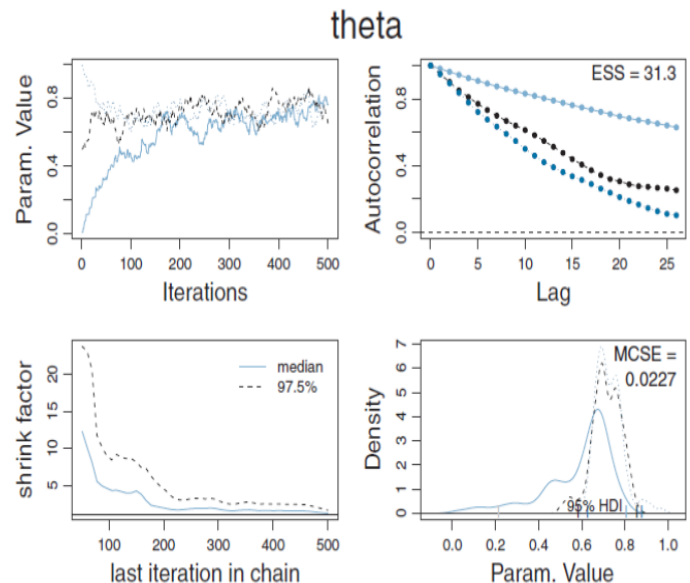 theta
Param. Value
0.0 0.4 0.8
0 100 200 300 400 500
Iterations
Autocorrelation
0.0 0.4 0.8
ESS = 31.3
0 5 10 15 20 25
Lag
shrink factor
5 10 15 20
median
97.5%
100 200 300 400 500
last iteration in chain
Density
0 1 2 3 4 5 6 7
MCSE =
0.0227
95% HDI
0.0 0.2 0.4 0.6 0.8 1.0
Param. Value